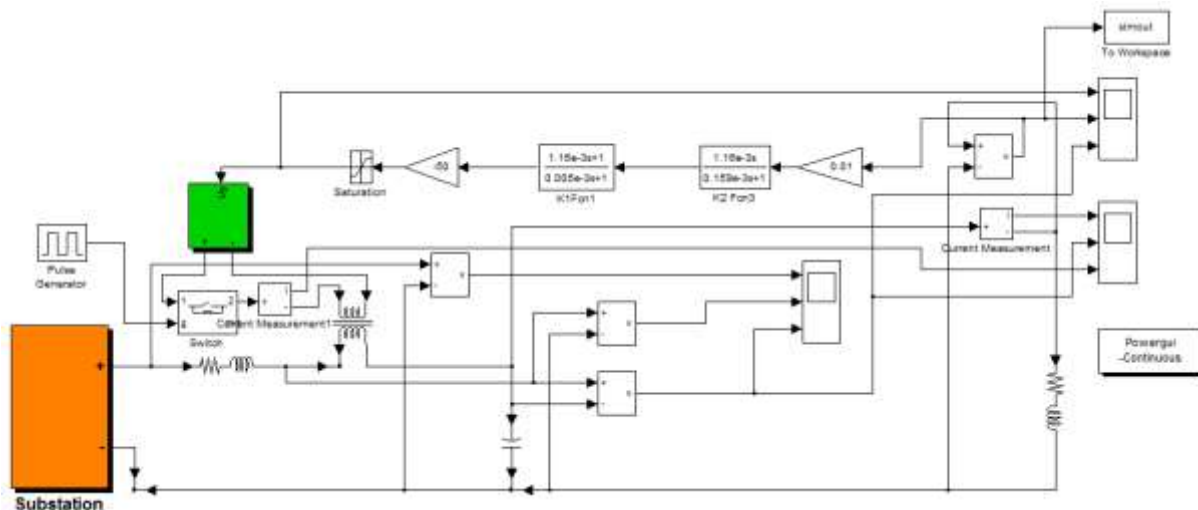 simout
To Workspace
-50
1.16e-3s+1
0.005e-3s+1
K1Fcn1
1.16e-3s
0.159e-3s+1
K2 Fcn3
0.01
Saturation
Pulse
Generator
Current Measurement
Current Measurement1
Switch
Powergui
-Continuous
Substation